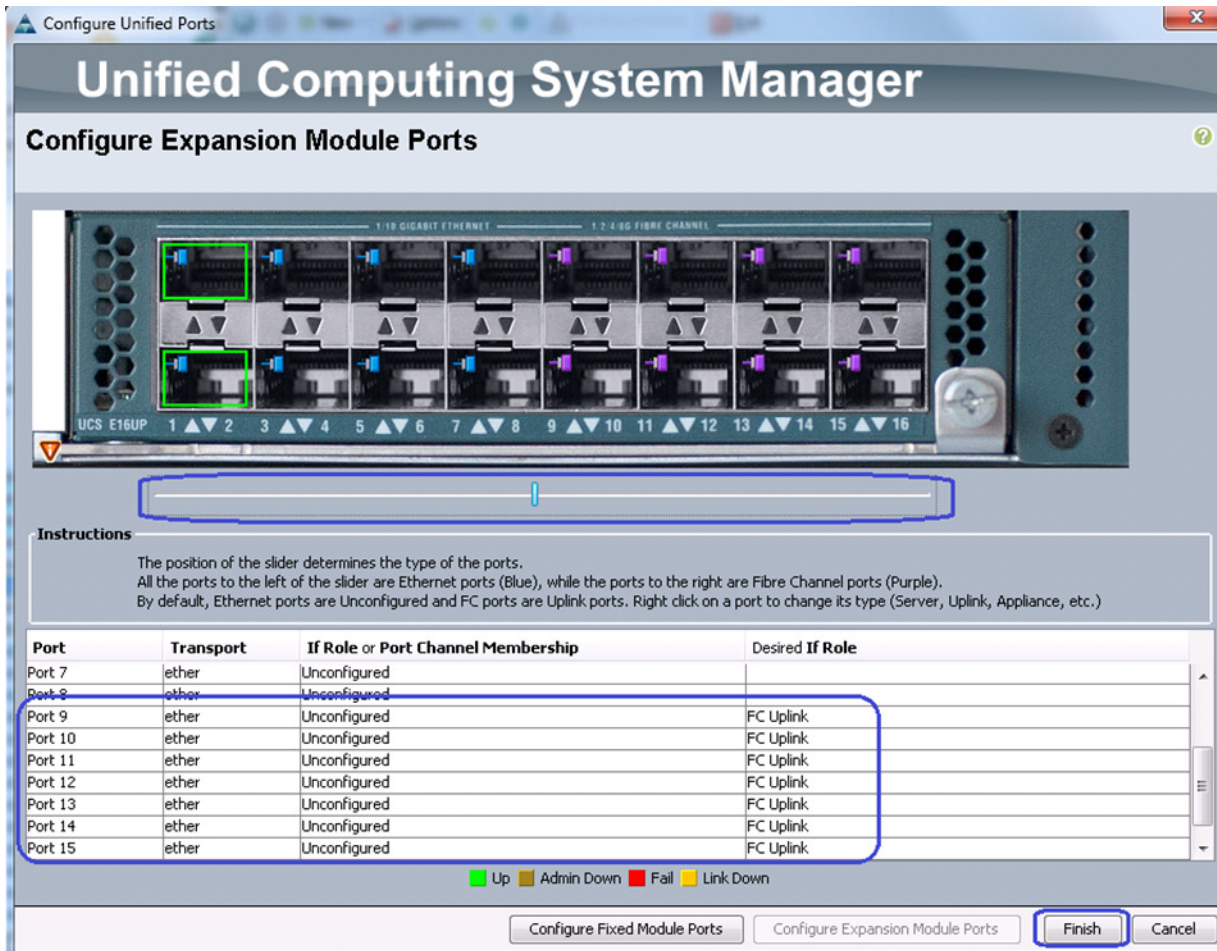 Configure Unified Ports
Unified Computing System Manager
Configure Expansion Module Ports
1/10 GIGABIT ETHERNET 1/2/4/8G FIBRE CHANNEL
UCS E16UP 1 2 3 4 5 6 7 8 9 10 11 12 13 14 15 16
Instructions
The position of the slider determines the type of the ports.
All the ports to the left of the slider are Ethernet ports (Blue), while the ports to the right are Fibre Channel ports (Purple).
By default, Ethernet ports are Unconfigured and FC ports are Uplink ports. Right click on a port to change its type (Server, Uplink, Appliance, etc.)
Port Transport If Role or Port Channel Membership Desired If Role
Port 7 ether Unconfigured
Port 8 ether Unconfigured
Port 9 ether Unconfigured FC Uplink
Port 10 ether Unconfigured FC Uplink
Port 11 ether Unconfigured FC Uplink
Port 12 ether Unconfigured FC Uplink
Port 13 ether Unconfigured FC Uplink
Port 14 ether Unconfigured FC Uplink
Port 15 ether Unconfigured FC Uplink
Up Admin Down Fail Link Down
Configure Fixed Module Ports Configure Expansion Module Ports Finish Cancel